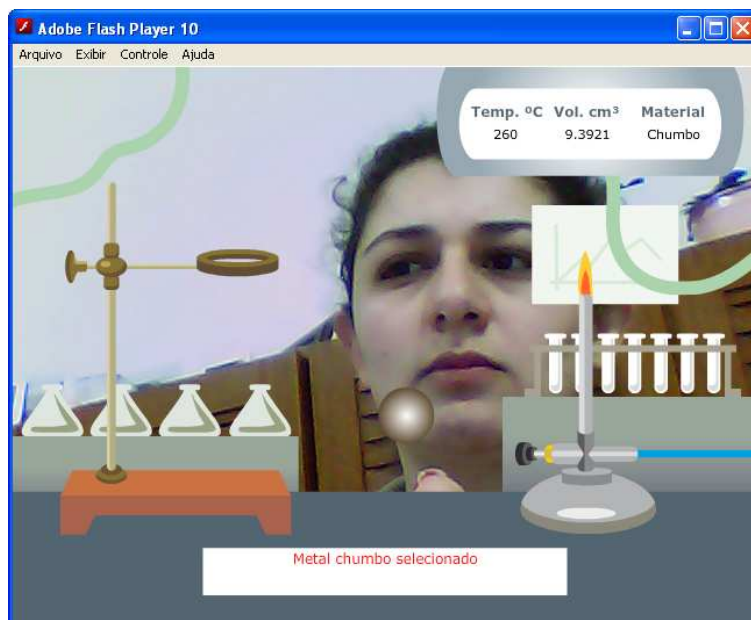 Adobe Flash Player 10
Arquivo Exibir Controle Ajuda
Temp. ºC Vol. cm³ Material
260 9.3921 Chumbo
Metal chumbo selecionado